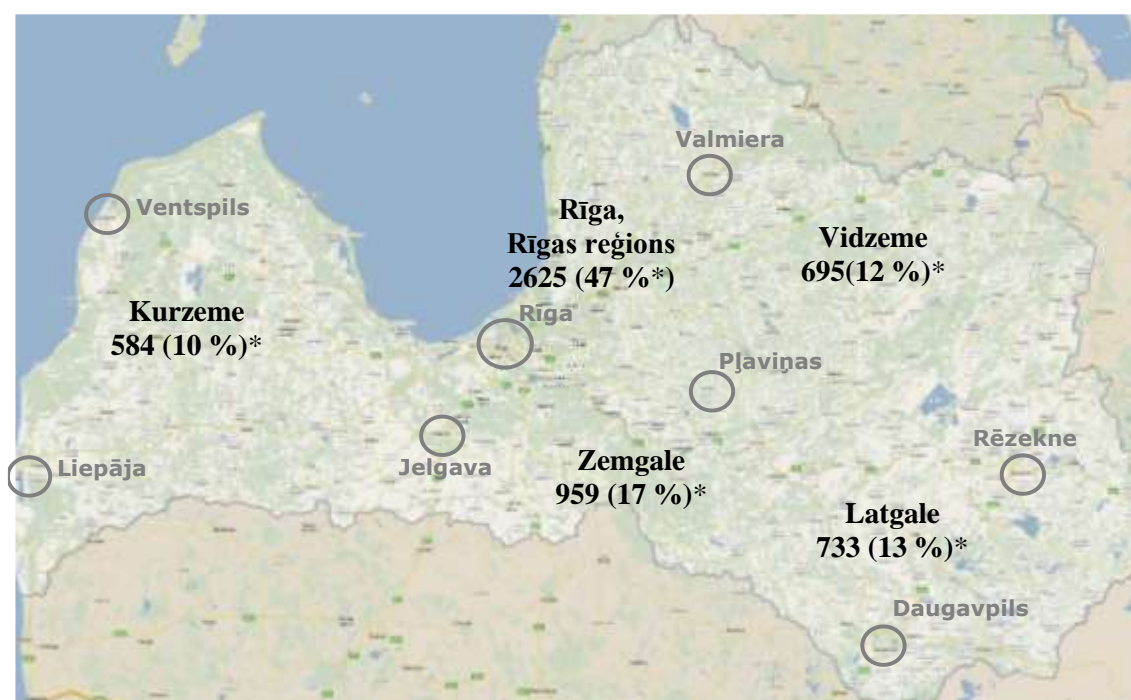 Valmiera
Ventspils
Rīga,
Rīgas reģions
2625 (47 %*)
Vidzeme
695(12 %)*
Kurzeme
584 (10 %)*
Rīga
Pļaviņas
Jelgava
Liepāja
Zemgale
959 (17 %)*
Rēzekne
Latgale
733 (13 %)*
Daugavpils